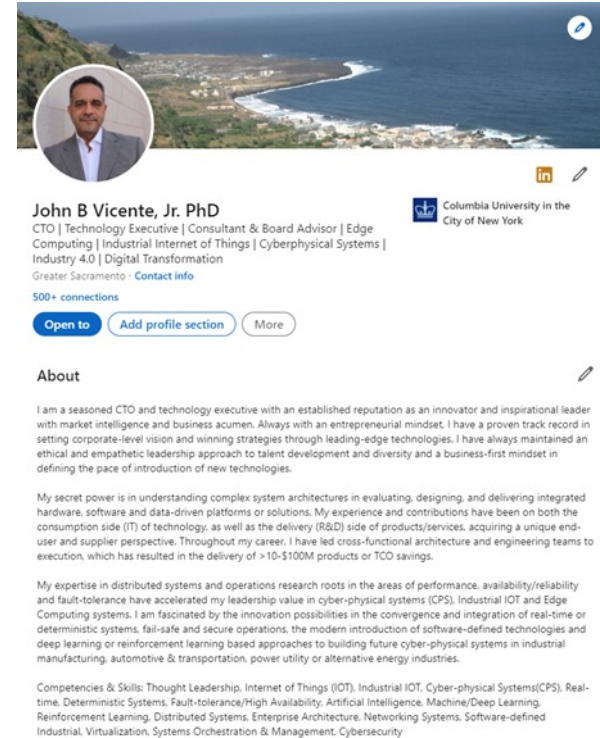 in
John B Vicente, Jr. PhD
Columbia University in the
City of New York
CTO | Technology Executive | Consultant & Board Advisor | Edge
Computing | Industrial Internet of Things | Cyberphysical Systems |
Industry 4.0 | Digital Transformation
Greater Sacramento · Contact info
500+ connections
Open to Add profile section More
About
I am a seasoned CTO and technology executive with an established reputation as an innovator and inspirational leader
with market intelligence and business acumen. Always with an entrepreneurial mindset, I have a proven track record in
setting corporate-level vision and winning strategies through leading-edge technologies. I have always maintained an
ethical and empathetic leadership approach to talent development and diversity and a business-first mindset in
defining the pace of introduction of new technologies.
My secret power is in understanding complex system architectures in evaluating, designing, and delivering integrated
hardware, software and data-driven platforms or solutions. My experience and contributions have been on both the
consumption side (IT) of technology, as well as the delivery (R&D) side of products/services, acquiring a unique end-
user and supplier perspective. Throughout my career, I have led cross-functional architecture and engineering teams to
execution, which has resulted in the delivery of >10-$100M products or TCO savings.
My expertise in distributed systems and operations research roots in the areas of performance, availability/reliability
and fault-tolerance have accelerated my leadership value in cyber-physical systems (CPS), Industrial IOT and Edge
Computing systems. I am fascinated by the innovation possibilities in the convergence and integration of real-time or
deterministic systems, fail-safe and secure operations, the modern introduction of software-defined technologies and
deep learning or reinforcement learning based approaches to building future cyber-physical systems in industrial
manufacturing, automotive & transportation, power utility or alternative energy industries.
Competencies & Skills: Thought Leadership, Internet of Things (IOT), Industrial IOT, Cyber-physical Systems(CPS), Real-
time, Deterministic Systems, Fault-tolerance/High Availability, Artificial Intelligence, Machine/Deep Learning,
Reinforcement Learning, Distributed Systems, Enterprise Architecture, Networking Systems, Software-defined
Industrial, Virtualization, Systems Orchestration & Management, Cybersecurity